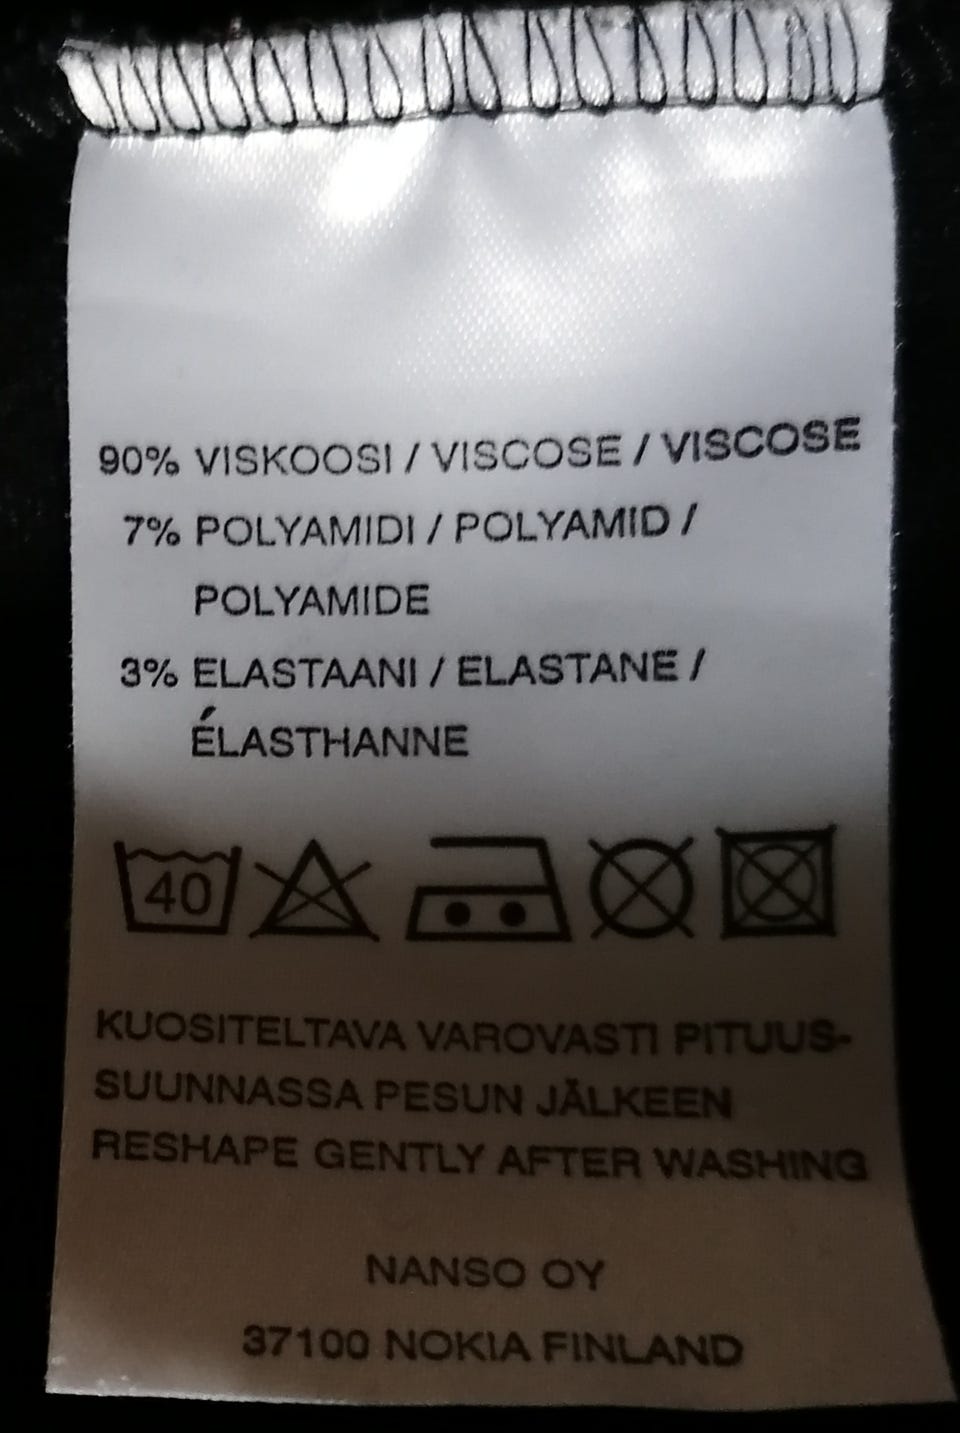 90% VISKOOSI / VISCOSE / VISCOSE
7% POLYAMIDI / POLYAMID /
POLYAMIDE
3% ELASTAANI / ELASTANE /
ÉLASTHANNE
40
KUOSITELTAVA VAROVASTI PITUUS-
SUUNNASSA PESUN JÄLKEEN
RESHAPE GENTLY AFTER WASHING
NANSO OY
37100 NOKIA FINLAND